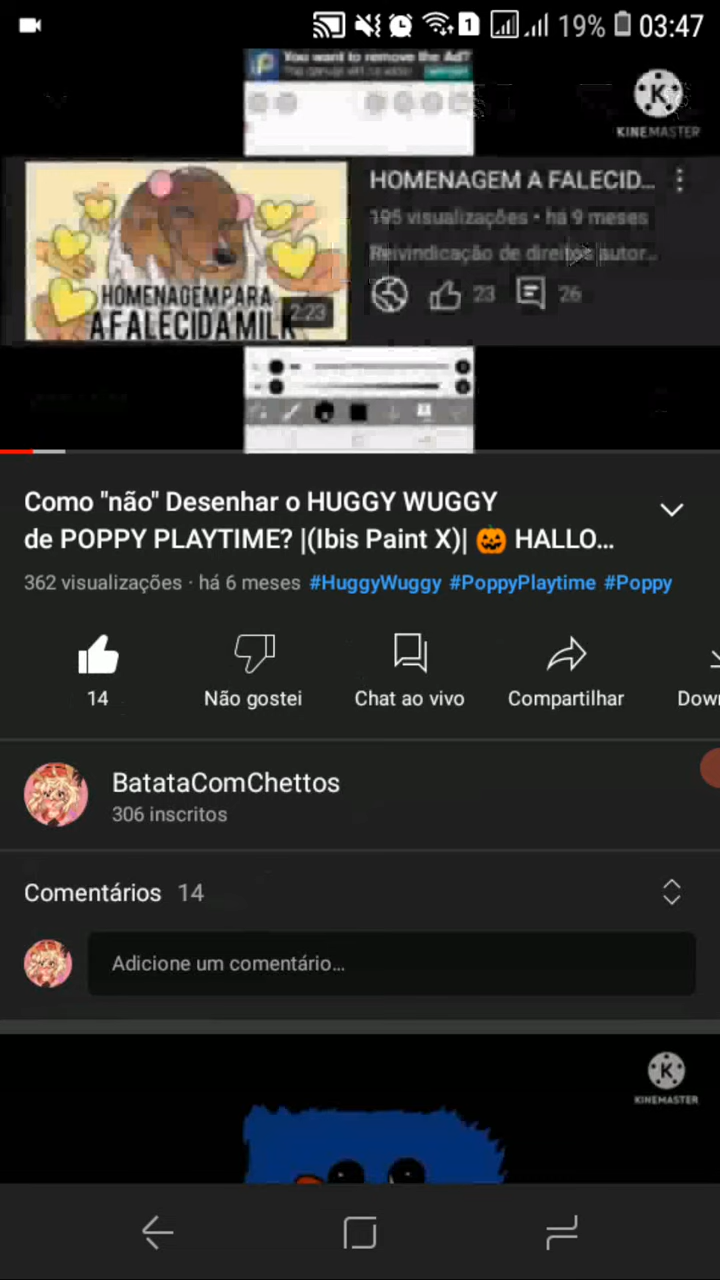 1 19% 03:47
You want to remove the Ad?
KINEMASTER
HOMENAGEM A FALECID...
195 visualizações • há 9 meses
Reivindicação de direitos autor...
23 26
HOMENAGEM PARA
A FALECIDA MILK
2:23
Como "não" Desenhar o HUGGY WUGGY
de POPPY PLAYTIME? |(Ibis Paint X)| 🎃 HALLO...
362 visualizações · há 6 meses #HuggyWuggy #PoppyPlaytime #Poppy
14 Não gostei Chat ao vivo Compartilhar Down
BatataComChettos
306 inscritos
Comentários 14
Adicione um comentário...
KINEMASTER